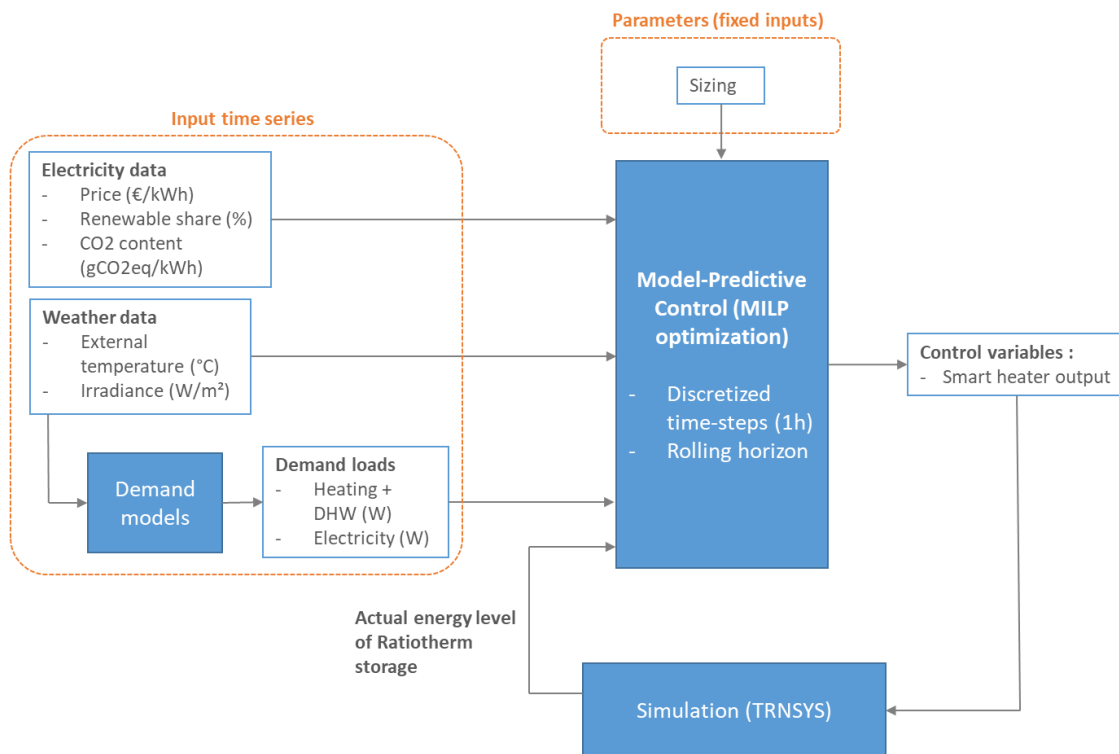 Parameters (fixed inputs)
Sizing
Input time series
Electricity data
- Price (€/kWh)
- Renewable share (%)
- CO2 content
(gCO2eq/kWh)
Weather data
- External
temperature (°C)
- Irradiance (W/m²)
Demand
models
Demand loads
- Heating +
DHW (W)
- Electricity (W)
Model-Predictive
Control (MILP
optimization)
- Discretized
time-steps (1h)
- Rolling horizon
Control variables :
- Smart heater output
Actual energy level
of Ratiotherm
storage
Simulation (TRNSYS)